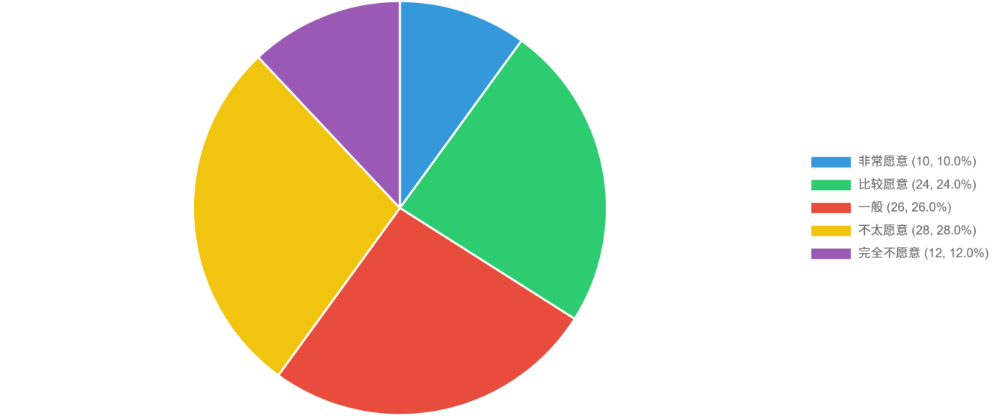 非常愿意 (10, 10.0%)
比较愿意 (24, 24.0%)
一般 (26, 26.0%)
不太愿意 (28, 28.0%)
完全不愿意 (12, 12.0%)